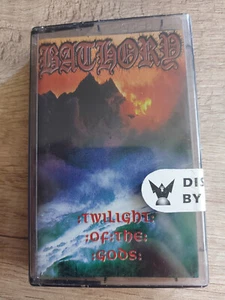 BATHORY
DIS
BY
:TWILIGHT:
:OF:THE:
:GODS: